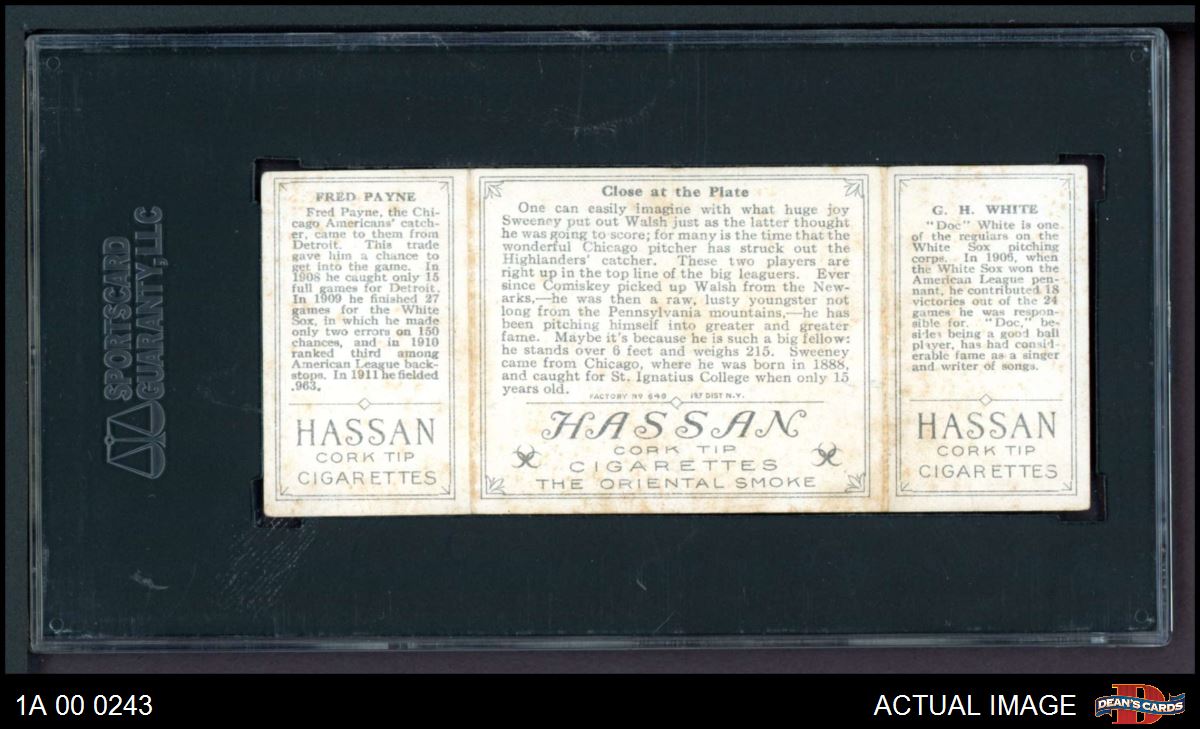 SPORTSCARD
GUARANTY, LLC
FRED PAYNE
Fred Payne, the Chi-
cago Americans' catch-
er, came to them from
Detroit. This trade
gave him a chance to
get into the game. In
1908 he caught only 15
full games for Detroit.
In 1909 he finished 27
games for the White
Sox, in which he made
only two errors on 150
chances, and in 1910
ranked third among
American League back-
stops. In 1911 he fielded
.963.
HASSAN
CORK TIP
CIGARETTES
Close at the Plate
One can easily imagine with what huge joy
Sweeney put out Walsh just as the latter thought
he was going to score; for many is the time that the
wonderful Chicago pitcher has struck out the
Highlanders' catcher. These two players are
right up in the top line of the big leaguers. Ever
since Comiskey picked up Walsh from the New-
arks,—he was then a raw, lusty youngster not
long from the Pennsylvania mountains,—he has
been pitching himself into greater and greater
fame. Maybe it's because he is such a big fellow:
he stands over 6 feet and weighs 215. Sweeney
came from Chicago, where he was born in 1888,
and caught for St. Ignatius College when only 15
years old.
FACTORY Nº 649 1ST DIST N.Y.
HASSAN
CORK TIP
CIGARETTES
THE ORIENTAL SMOKE
G. H. WHITE
"Doc" White is one
of the regulars on the
White Sox pitching
corps. In 1906, when
the White Sox won the
American League pen-
nant, he contributed 18
victories out of the 24
games he was respon-
sible for. "Doc," be-
sides being a good ball
player, has had consid-
erable fame as a singer
and writer of songs.
HASSAN
CORK TIP
CIGARETTES
1A 00 0243
ACTUAL IMAGE
DEAN'S CARDS